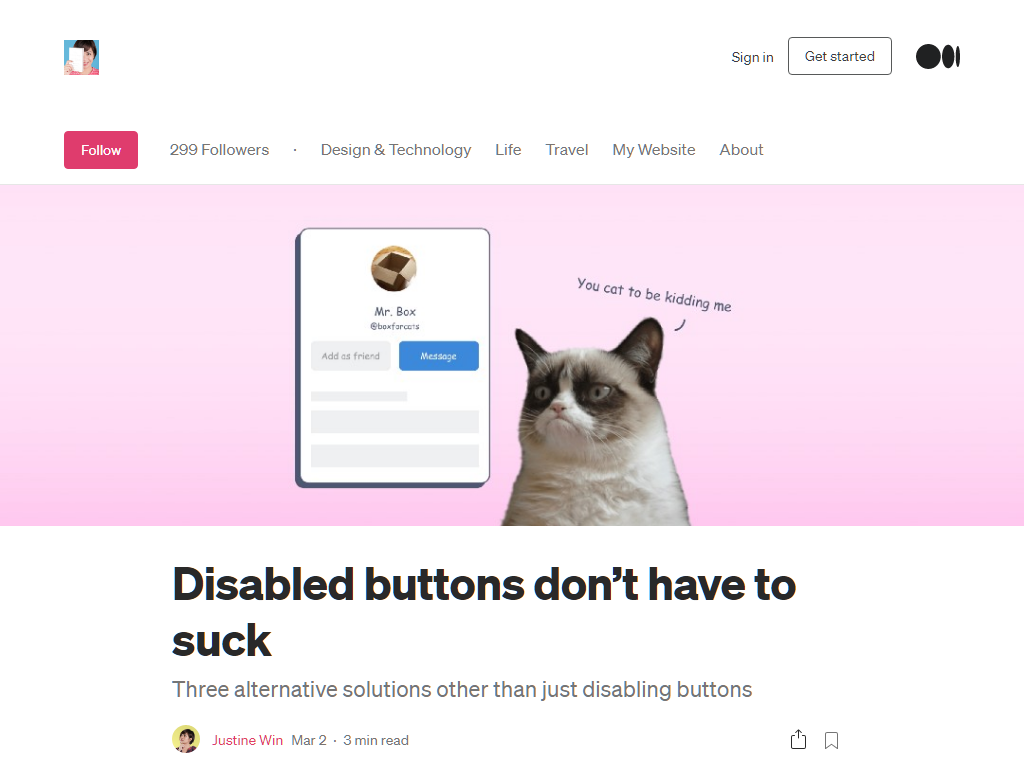 Sign in
Get started
Follow
299 Followers
·
Design & Technology
Life
Travel
My Website
About
Mr. Box
@boxforcats
Add as friend
Message
You cat to be kidding me
Disabled buttons don’t have to
suck
Three alternative solutions other than just disabling buttons
Justine Win Mar 2 · 3 min read